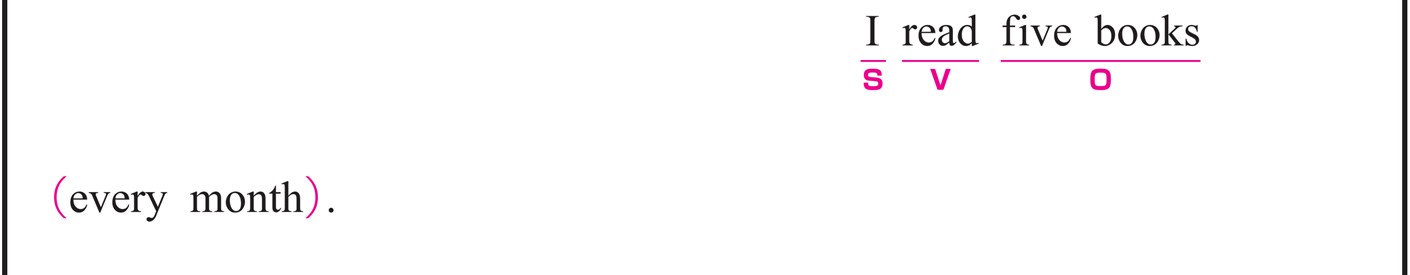 I read five books
S V O
(every month).